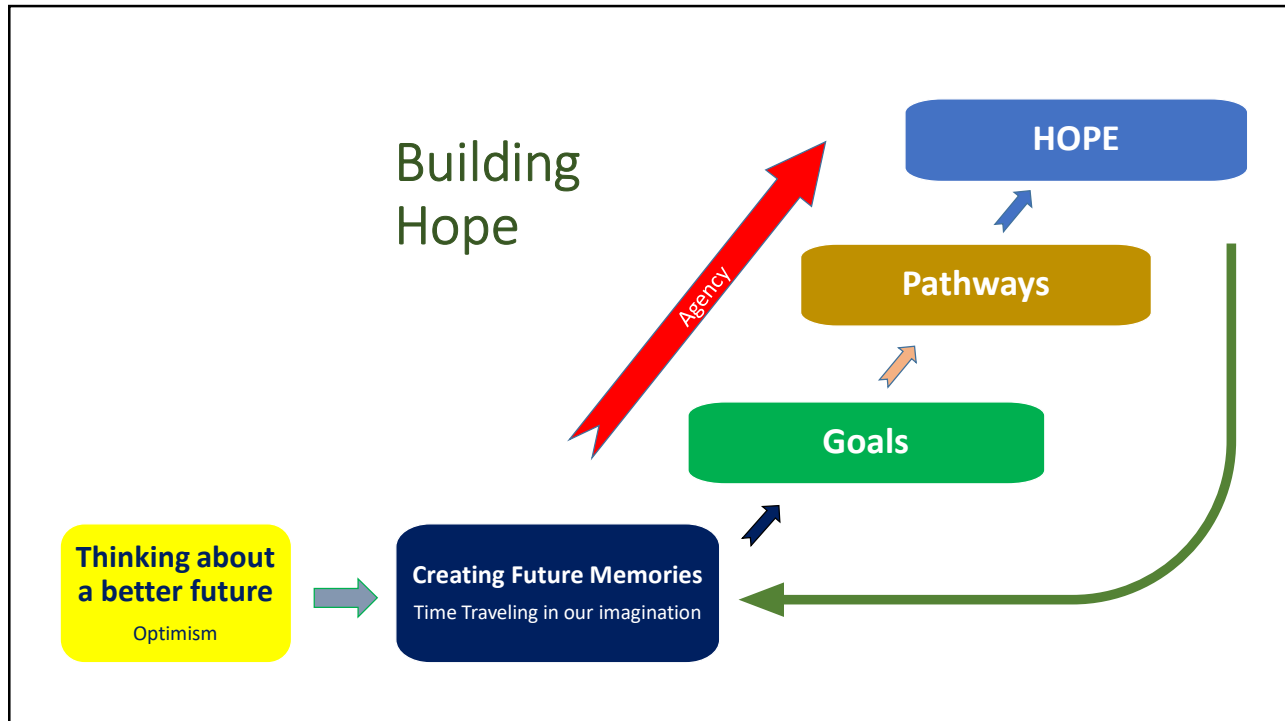 Building
Hope
HOPE
Agency
Pathways
Goals
Thinking about
a better future
Optimism
Creating Future Memories
Time Traveling in our imagination